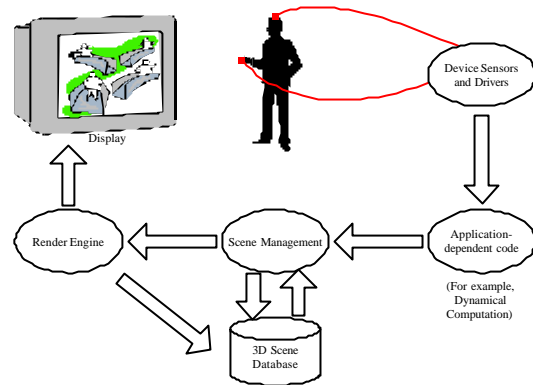 Device Sensors
and Drivers
Display
Render Engine
Scene Management
Application-
dependent code
(For example,
Dynamical
Computation)
3D Scene
Database